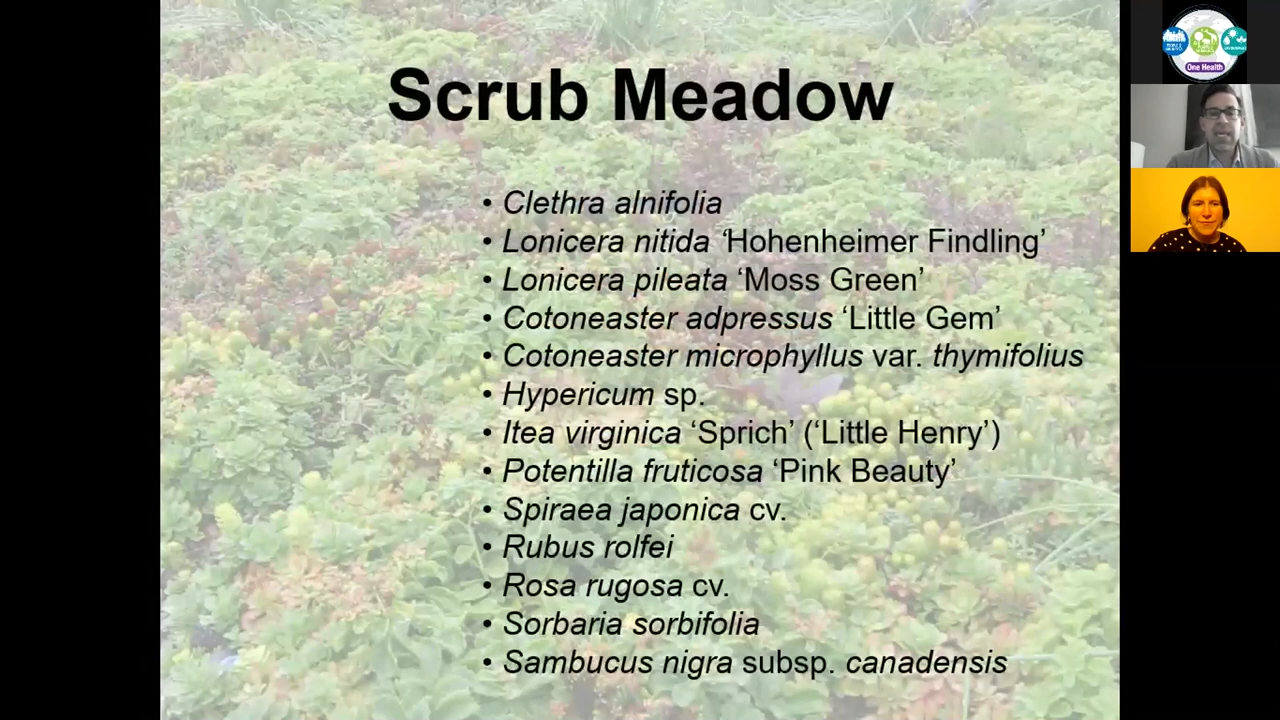 Scrub Meadow
• Clethra alnifolia
• Lonicera nitida ‘Hohenheimer Findling’
• Lonicera pileata ‘Moss Green’
• Cotoneaster adpressus ‘Little Gem’
• Cotoneaster microphyllus var. thymifolius
• Hypericum sp.
• Itea virginica ‘Sprich’ (‘Little Henry’)
• Potentilla fruticosa ‘Pink Beauty’
• Spiraea japonica cv.
• Rubus rolfei
• Rosa rugosa cv.
• Sorbaria sorbifolia
• Sambucus nigra subsp. canadensis
One Health